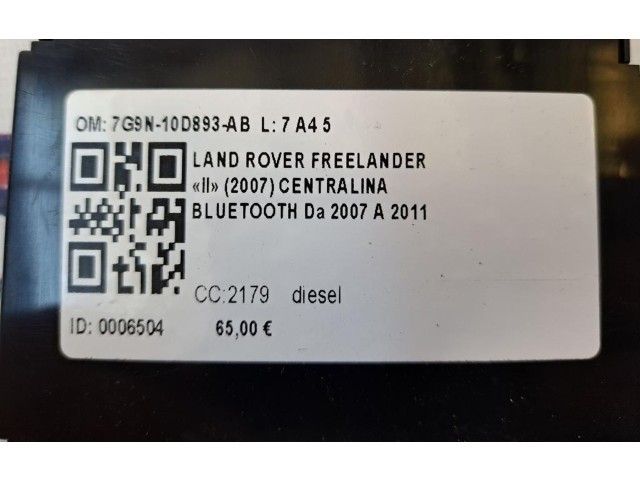 OM: 7G9N-10D893-AB L: 7 A4 5
LAND ROVER FREELANDER
«II» (2007) CENTRALINA
BLUETOOTH Da 2007 A 2011
CC:2179 diesel
ID: 0006504 65,00 €